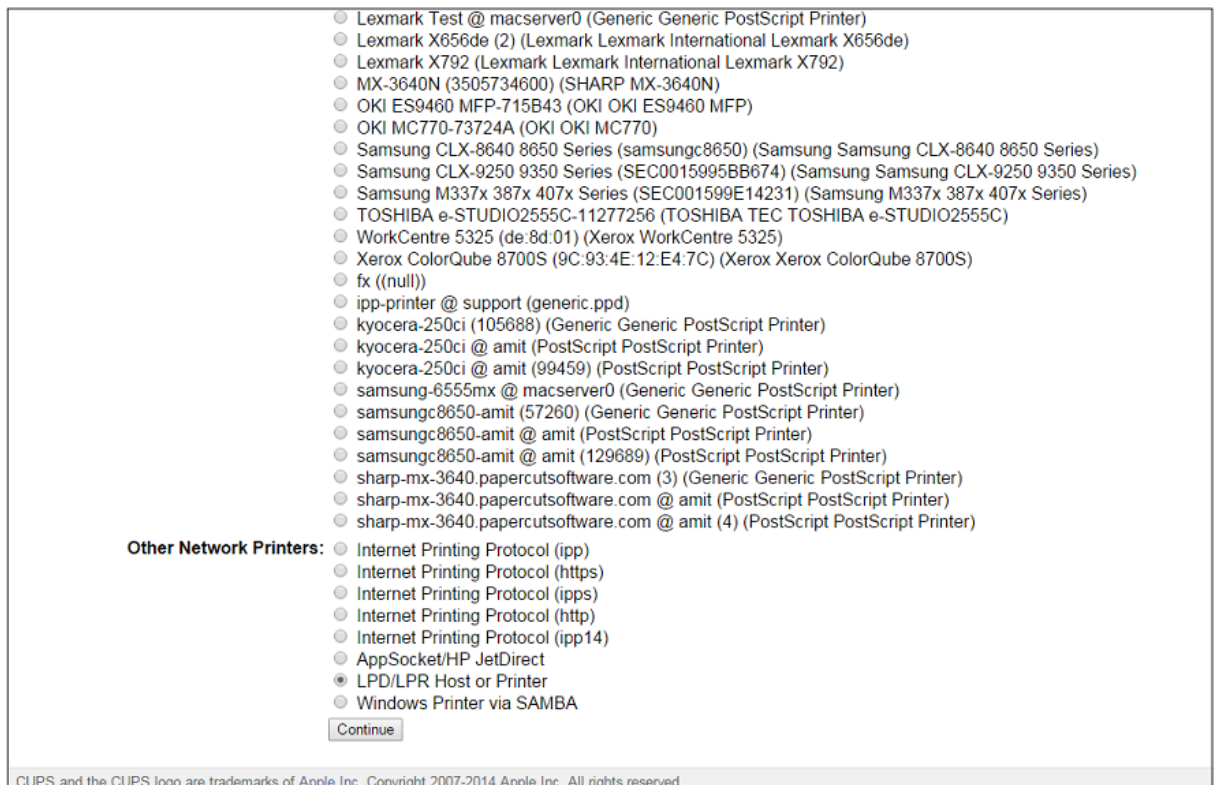 Lexmark Test @ macserver0 (Generic Generic PostScript Printer)
Lexmark X656de (2) (Lexmark Lexmark International Lexmark X656de)
Lexmark X792 (Lexmark Lexmark International Lexmark X792)
MX-3640N (3505734600) (SHARP MX-3640N)
OKI ES9460 MFP-715B43 (OKI OKI ES9460 MFP)
OKI MC770-73724A (OKI OKI MC770)
Samsung CLX-8640 8650 Series (samsungc8650) (Samsung Samsung CLX-8640 8650 Series)
Samsung CLX-9250 9350 Series (SEC0015995BB674) (Samsung Samsung CLX-9250 9350 Series)
Samsung M337x 387x 407x Series (SEC001599E14231) (Samsung M337x 387x 407x Series)
TOSHIBA e-STUDIO2555C-11277256 (TOSHIBA TEC TOSHIBA e-STUDIO2555C)
WorkCentre 5325 (de:8d:01) (Xerox WorkCentre 5325)
Xerox ColorQube 8700S (9C:93:4E:12:E4:7C) (Xerox Xerox ColorQube 8700S)
fx ((null))
ipp-printer @ support (generic.ppd)
kyocera-250ci (105688) (Generic Generic PostScript Printer)
kyocera-250ci @ amit (PostScript PostScript Printer)
kyocera-250ci @ amit (99459) (PostScript PostScript Printer)
samsung-6555mx @ macserver0 (Generic Generic PostScript Printer)
samsungc8650-amit (57260) (Generic Generic PostScript Printer)
samsungc8650-amit @ amit (PostScript PostScript Printer)
samsungc8650-amit @ amit (129689) (PostScript PostScript Printer)
sharp-mx-3640.papercutsoftware.com (3) (Generic Generic PostScript Printer)
sharp-mx-3640.papercutsoftware.com @ amit (PostScript PostScript Printer)
sharp-mx-3640.papercutsoftware.com @ amit (4) (PostScript PostScript Printer)
Other Network Printers: Internet Printing Protocol (ipp)
Internet Printing Protocol (https)
Internet Printing Protocol (ipps)
Internet Printing Protocol (http)
Internet Printing Protocol (ipp14)
AppSocket/HP JetDirect
LPD/LPR Host or Printer
Windows Printer via SAMBA
Continue
CUPS and the CUPS logo are trademarks of Apple Inc. Copyright 2007-2014 Apple Inc. All rights reserved.